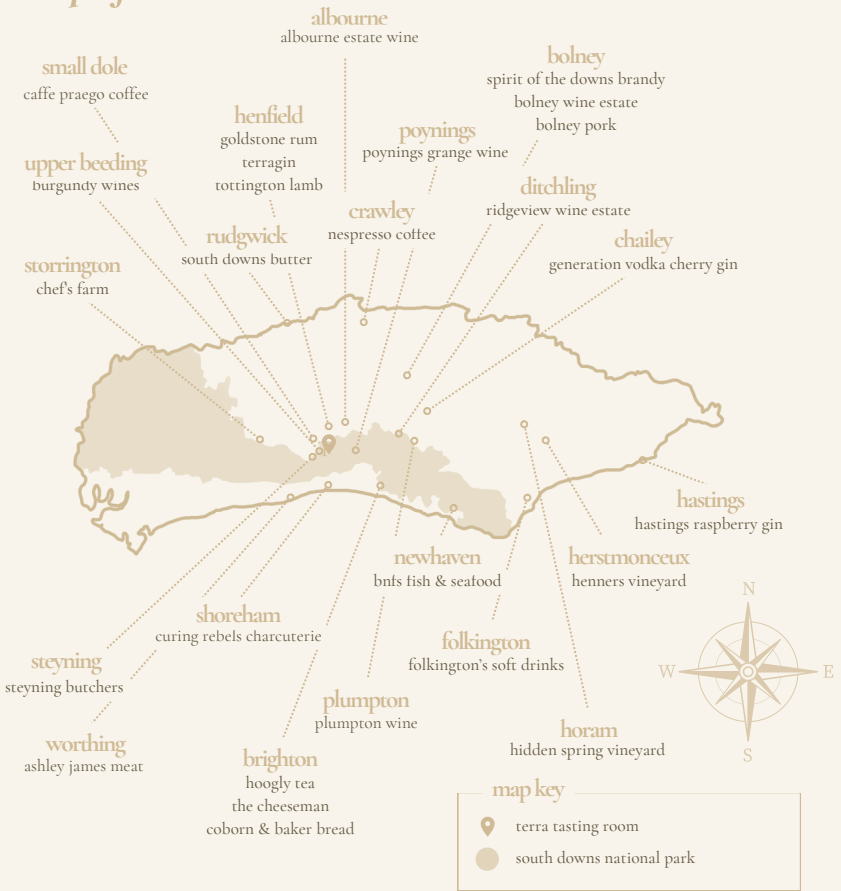 albourne
albourne estate wine
small dole
caffe praego coffee
bolney
spirit of the downs brandy
bolney wine estate
bolney pork
henfield
goldstone rum
terragin
tottington lamb
poynings
poynings grange wine
upper beeding
burgundy wines
ditchling
ridgeview wine estate
crawley
nespresso coffee
rudgwick
south downs butter
chailey
generation vodka cherry gin
storrington
chef's farm
hastings
hastings raspberry gin
newhaven
bnfs fish & seafood
herstmonceux
henners vineyard
shoreham
curing rebels charcuterie
folkington
folkington's soft drinks
steyning
steyning butchers
plumpton
plumpton wine
horam
hidden spring vineyard
worthing
ashley james meat
brighton
hoogly tea
the cheeseman
coborn & baker bread
N
W
E
S
map key
terra tasting room
south downs national park